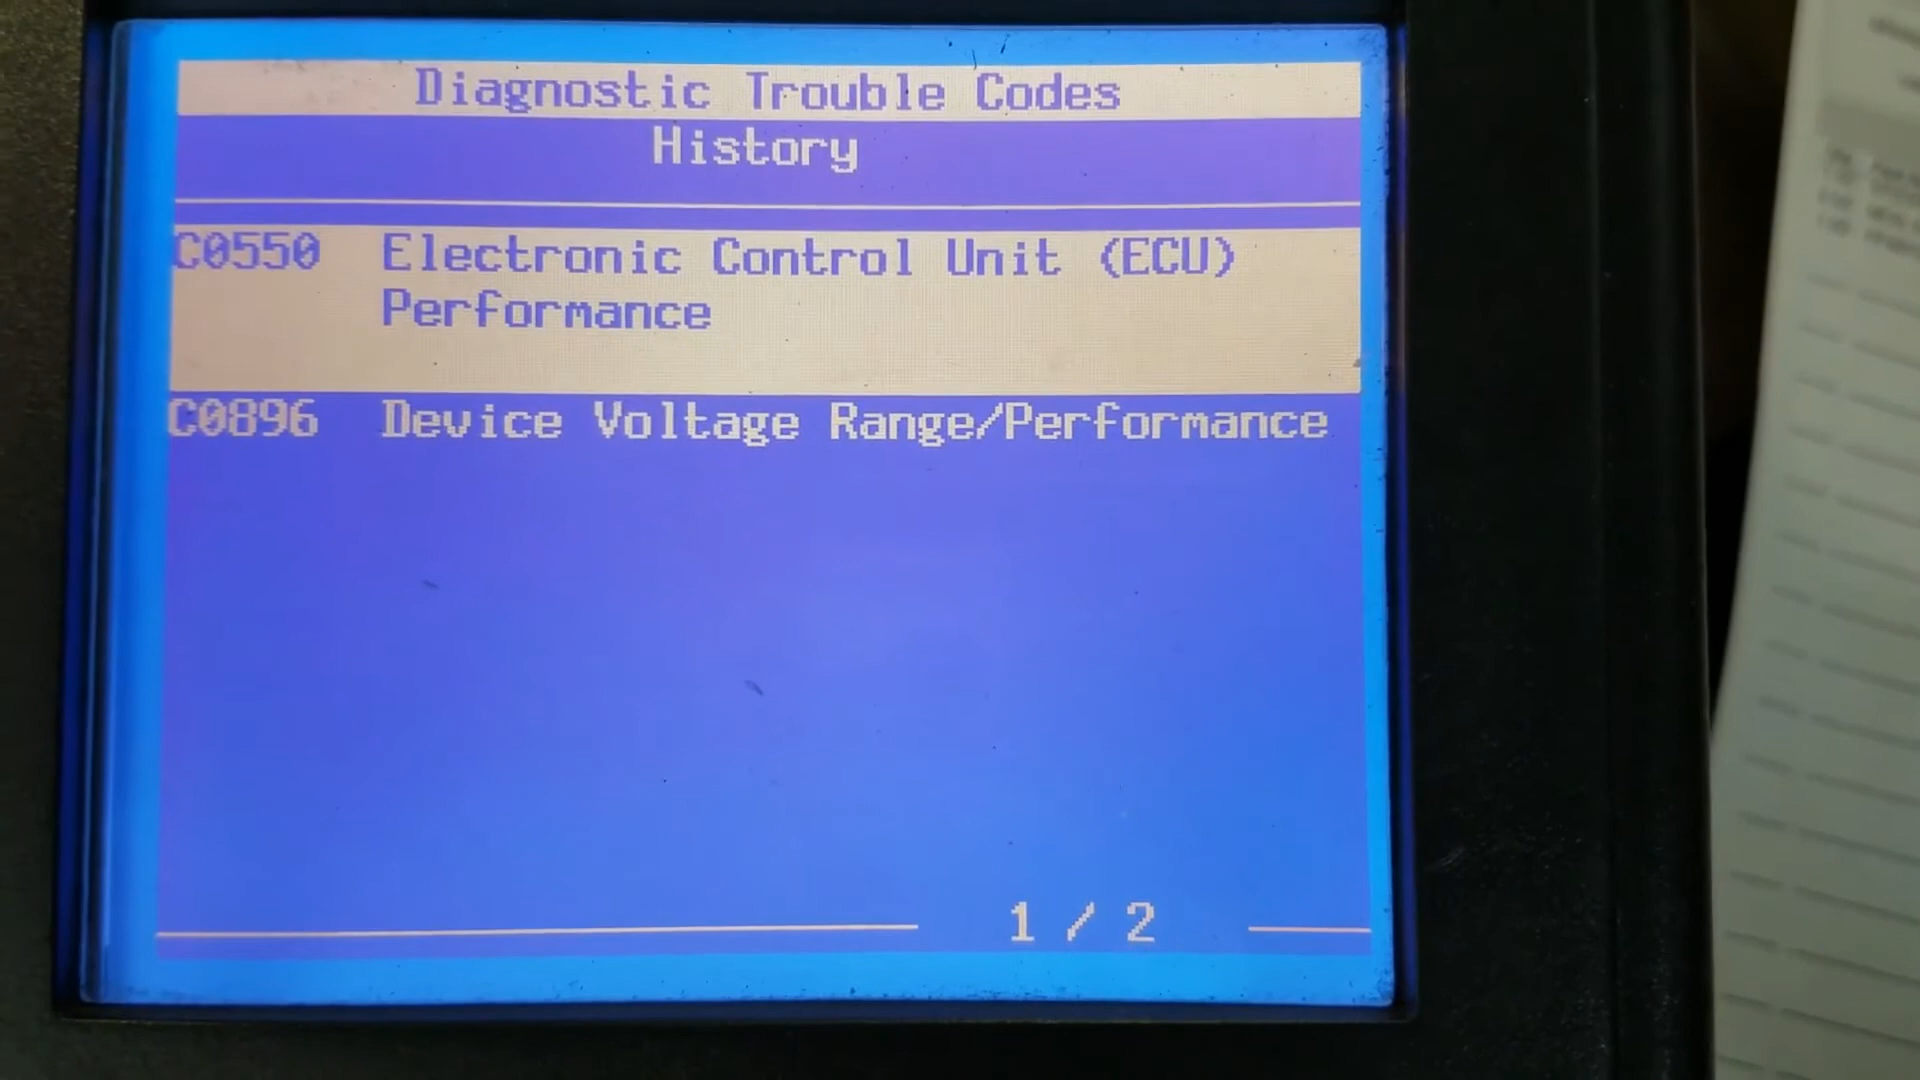 Diagnostic Trouble Codes
History
C0550 Electronic Control Unit (ECU)
Performance
C0896 Device Voltage Range/Performance
1 / 2